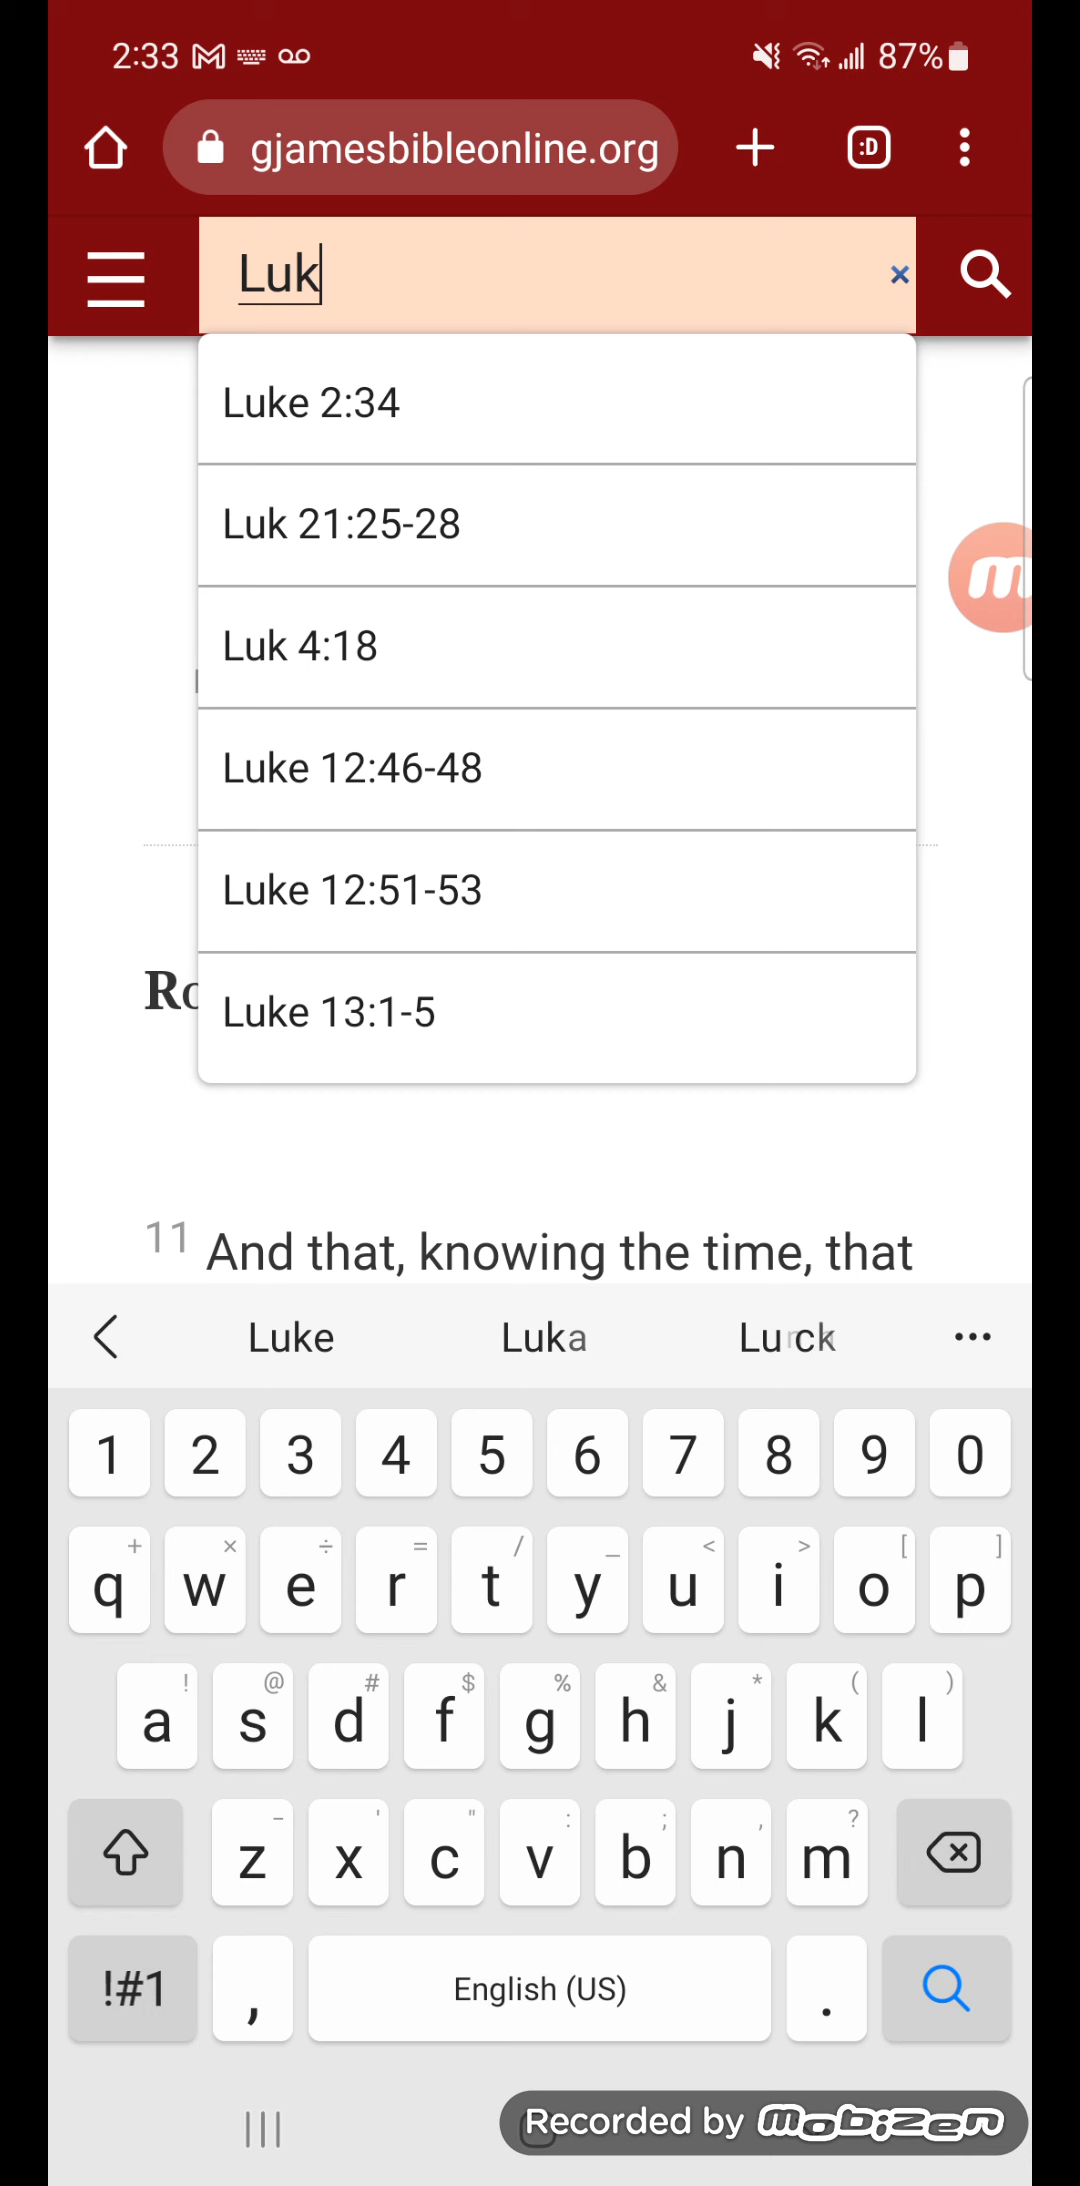 2:33 87%
gjamesbibleonline.org :D
Luk ×
Luke 2:34
Luk 21:25-28
Luk 4:18
Luke 12:46-48
Luke 12:51-53
Luke 13:1-5
11 And that, knowing the time, that
Luke Luka
1 2 3 4 5 6 7 8 9 0
+ × ÷ = / _ < > [ ]
q w e r t y u i o p
! @ # $ % & * ( )
a s d f g h j k l
- ' " : ; , ?
z x c v b n m
!#1 , English (US) .
Recorded by Mobizen